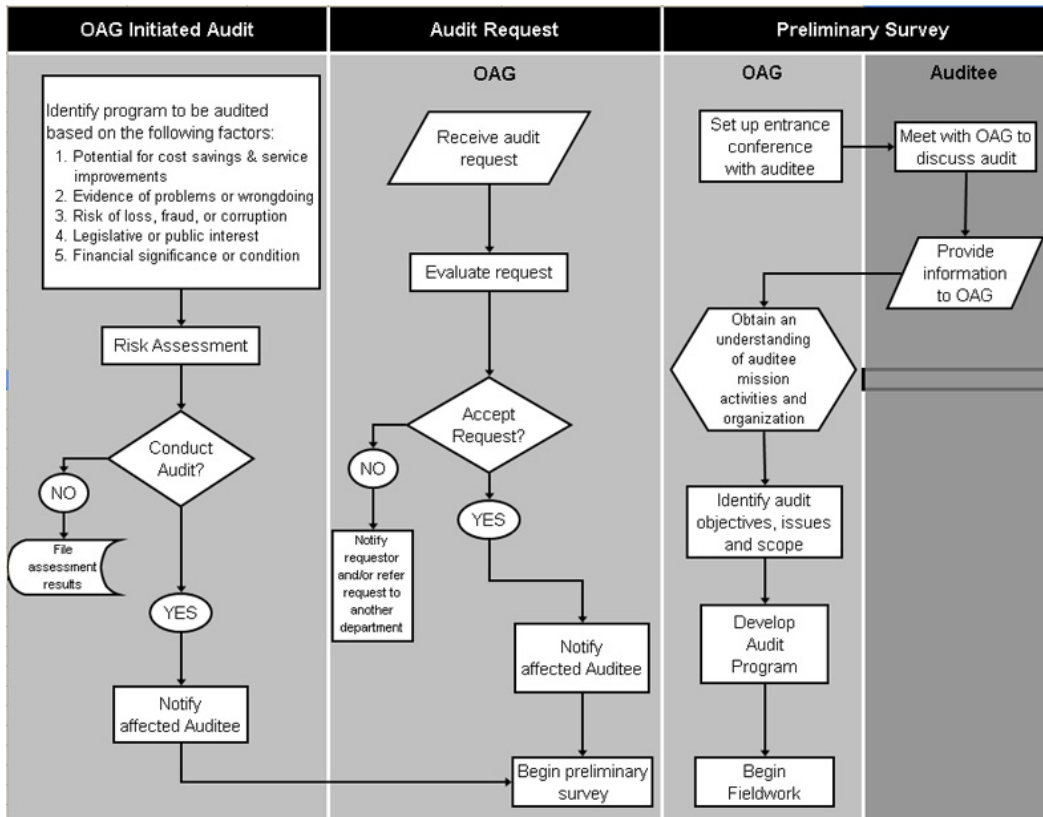 OAG Initiated Audit
Audit Request
Preliminary Survey
OAG
OAG
Auditee
Identify program to be audited
based on the following factors:
1. Potential for cost savings & service
improvements
2. Evidence of problems or wrongdoing
3. Risk of loss, fraud, or corruption
4. Legislative or public interest
5. Financial significance or condition
Risk Assessment
Conduct
Audit?
NO
File
assessment
results
YES
Notify
affected Auditee
Receive audit
request
Evaluate request
Accept
Request?
NO
Notify
requestor
and/or refer
request to
another
department
YES
Notify
affected Auditee
Begin preliminary
survey
Set up entrance
conference
with auditee
Meet with OAG to
discuss audit
Provide
information
to OAG
Obtain an
understanding
of auditee
mission
activities and
organization
Identify audit
objectives, issues
and scope
Develop
Audit
Program
Begin
Fieldwork